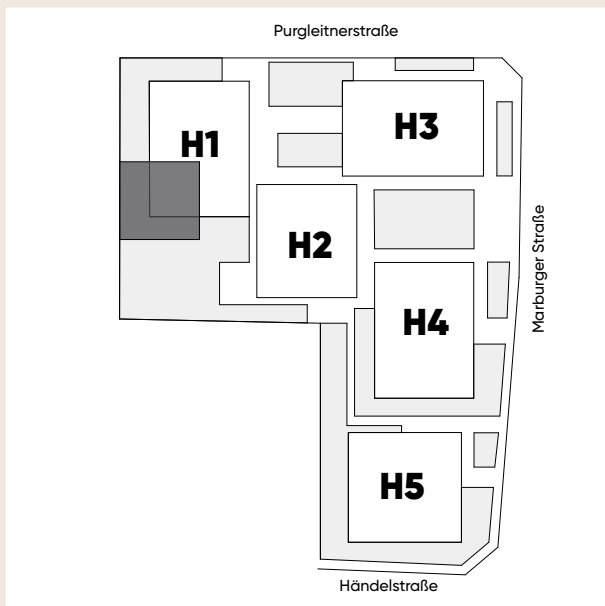 Purgleitnerstraße
H1
H3
H2
Marburger Straße
H4
H5
Händelstraße